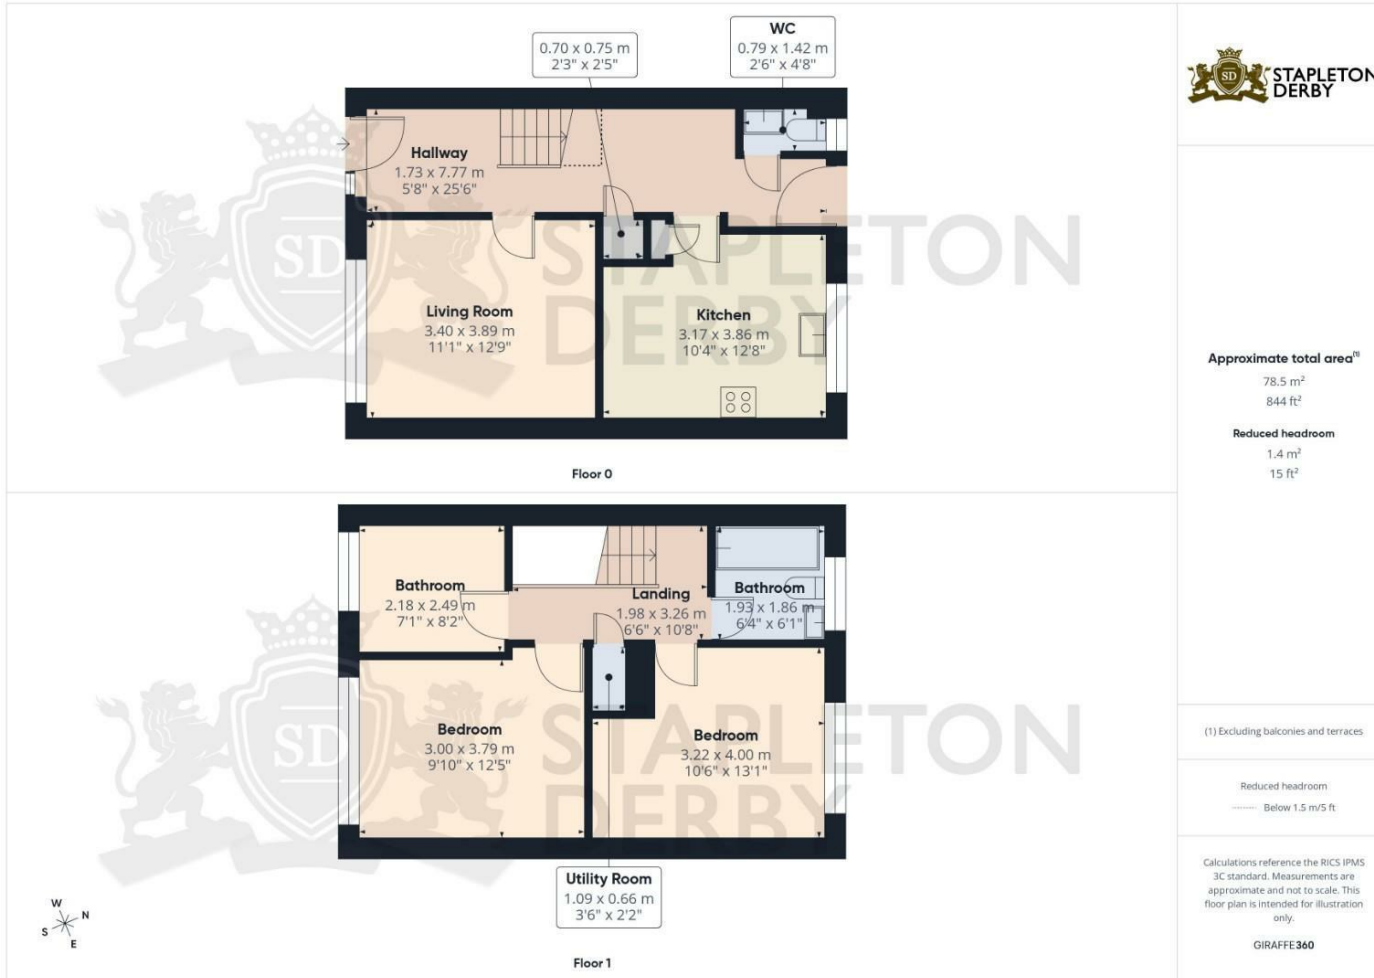 0.70 x 0.75 m
2'3" x 2'5"
WC
0.79 x 1.42 m
2'6" x 4'8"
Hallway
1.73 x 7.77 m
5'8" x 25'6"
Living Room
3.40 x 3.89 m
11'1" x 12'9"
Kitchen
3.17 x 3.86 m
10'4" x 12'8"
SD
STAPLETON
DERBY
Floor 0
Bathroom
2.18 x 2.49 m
7'1" x 8'2"
Landing
1.98 x 3.26 m
6'6" x 10'8"
Bathroom
1.93 x 1.86 m
6'4" x 6'1"
Bedroom
3.00 x 3.79 m
9'10" x 12'5"
Bedroom
3.22 x 4.00 m
10'6" x 13'1"
SD
STAPLETON
DERBY
Utility Room
1.09 x 0.66 m
3'6" x 2'2"
W
N
S
E
Floor 1
SD
STAPLETON
DERBY
Approximate total area(1)
78.5 m²
844 ft²
Reduced headroom
1.4 m²
15 ft²
(1) Excluding balconies and terraces
Reduced headroom
Below 1.5 m/5 ft
Calculations reference the RICS IPMS
3C standard. Measurements are
approximate and not to scale. This
floor plan is intended for illustration
only.
GIRAFFE360